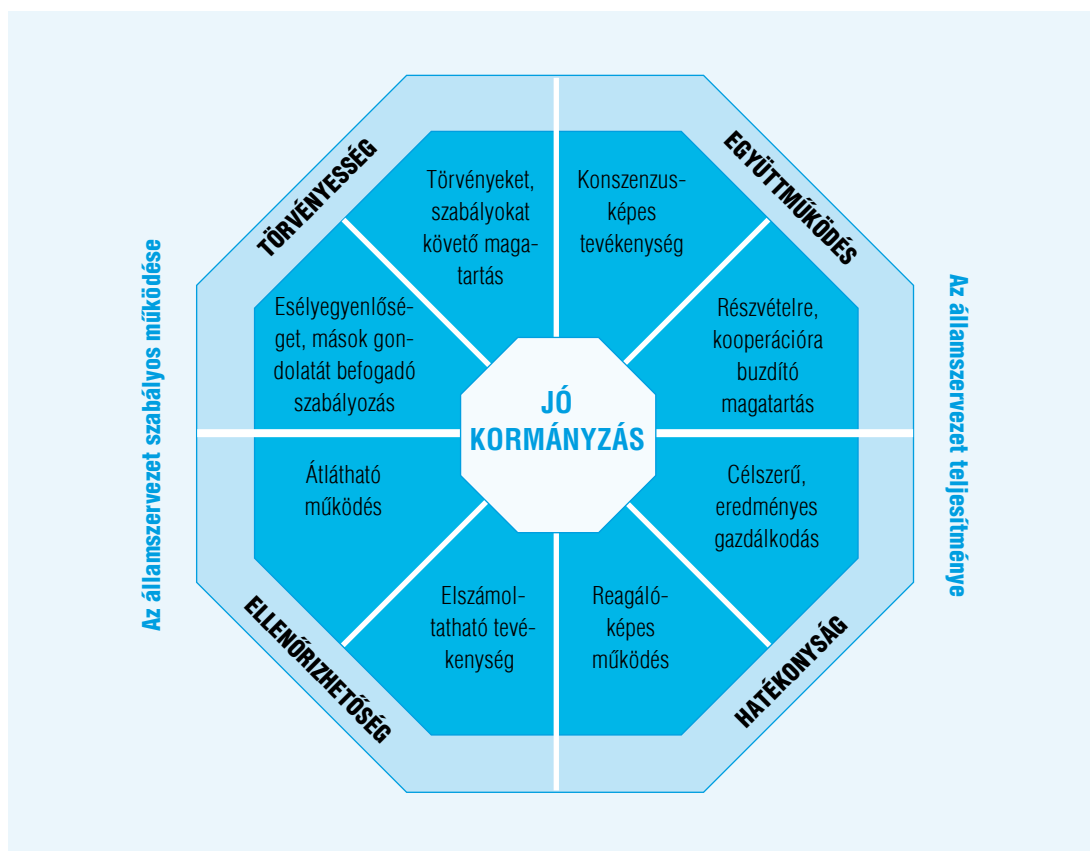 TÖRVÉNYESSÉG
EGYÜTTMŰKÖDÉS
Törvényeket,
szabályokat
követő maga-
tartás
Konszenzus-
képes
tevékenység
Az államszervezet szabályos működése
Esélyegyenlősé-
get, mások gon-
dolatát befogadó
szabályozás
Részvételre,
kooperációra
buzdító
magatartás
Az államszervezet teljesítménye
JÓ
KORMÁNYZÁS
Átlátható
működés
Célszerű,
eredményes
gazdálkodás
Elszámol-
tatható tevé-
kenység
Reagáló-
képes
működés
ELLENŐRIZHETŐSÉG
HATÉKONYSÁG